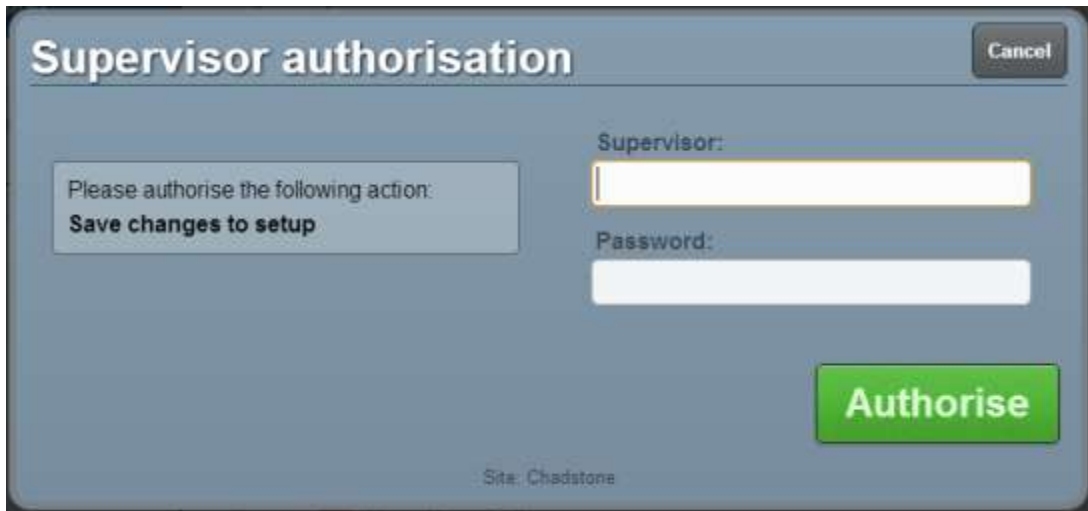 Supervisor authorisation
Cancel
Supervisor:
Please authorise the following action:
Save changes to setup
Password:
Authorise
Site: Chadstone